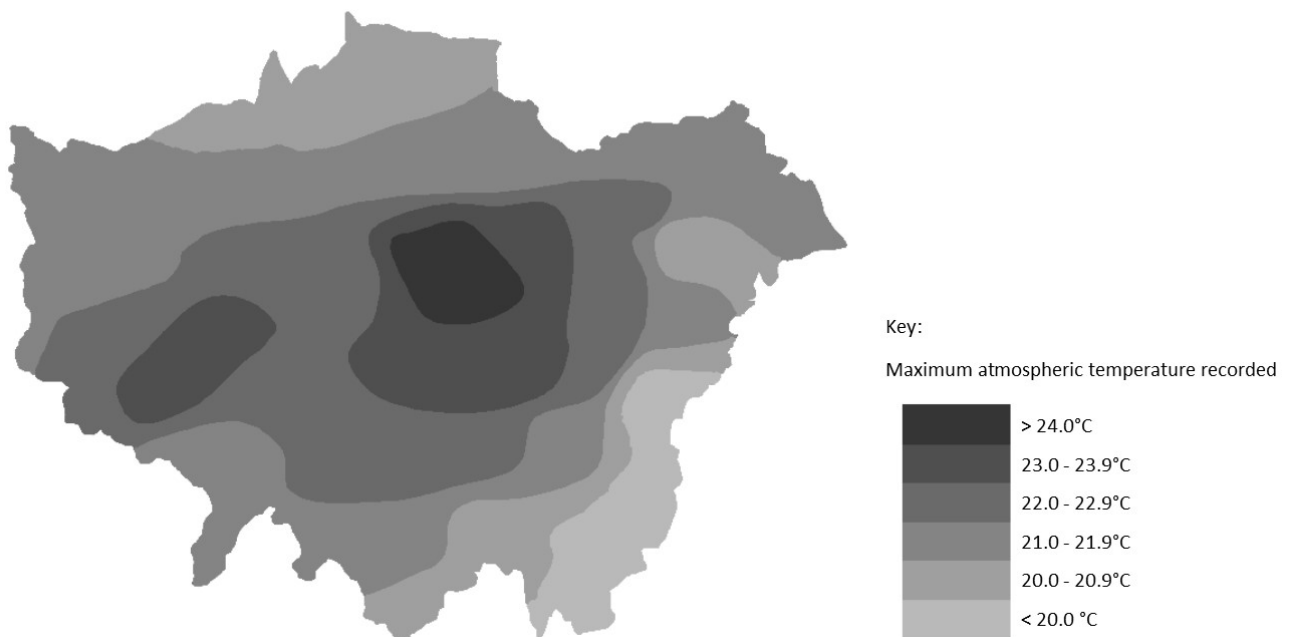 Key:
Maximum atmospheric temperature recorded
> 24.0°C
23.0 - 23.9°C
22.0 - 22.9°C
21.0 - 21.9°C
20.0 - 20.9°C
< 20.0 °C